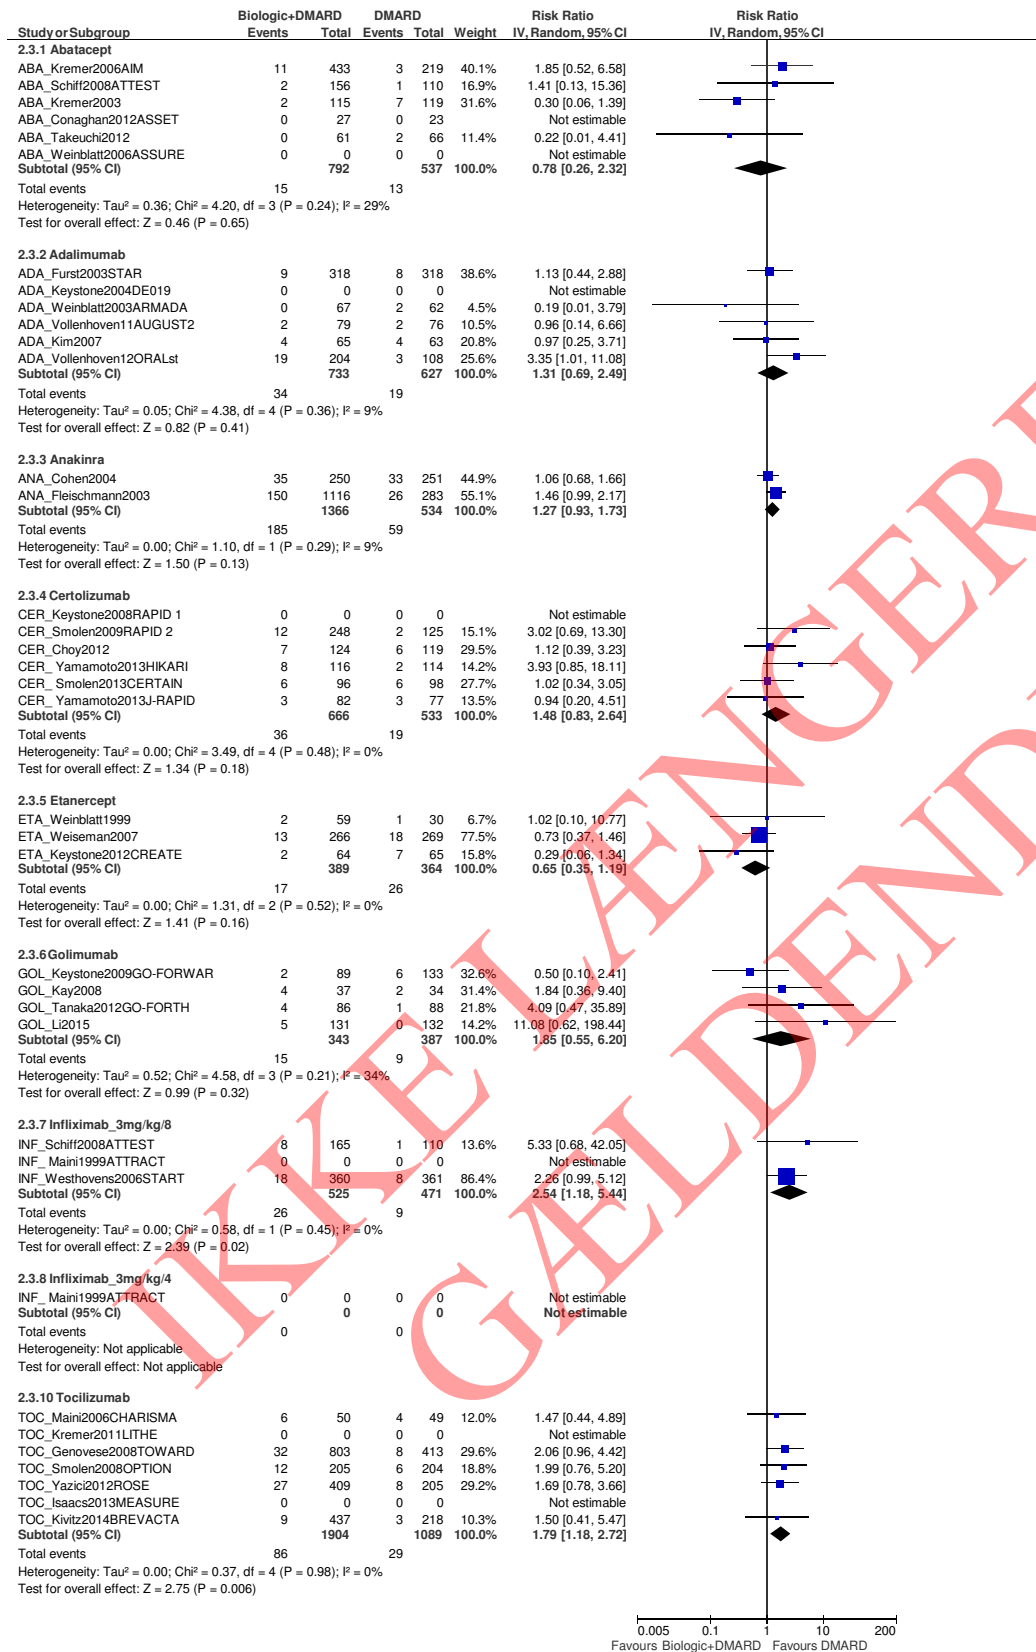 Biologic+DMARD DMARD Risk Ratio Risk Ratio
Study or Subgroup Events Total Events Total Weight IV, Random, 95% CI IV, Random, 95% CI
2.3.1 Abatacept
ABA_Kremer2006AIM 11 433 3 219 40.1% 1.85 [0.52, 6.58]
ABA_Schiff2008ATTEST 2 156 1 110 16.9% 1.41 [0.13, 15.36]
ABA_Kremer2003 2 115 7 119 31.6% 0.30 [0.06, 1.39]
ABA_Conaghan2012ASSET 0 27 0 23 Not estimable
ABA_Takeuchi2012 0 61 2 66 11.4% 0.22 [0.01, 4.41]
ABA_Weinblatt2006ASSURE 0 0 0 0 Not estimable
Subtotal (95% CI) 792 537 100.0% 0.78 [0.26, 2.32]
Total events 15 13
Heterogeneity: Tau² = 0.36; Chi² = 4.20, df = 3 (P = 0.24); I² = 29%
Test for overall effect: Z = 0.46 (P = 0.65)
2.3.2 Adalimumab
ADA_Furst2003STAR 9 318 8 318 38.6% 1.13 [0.44, 2.88]
ADA_Keystone2004DE019 0 0 0 0 Not estimable
ADA_Weinblatt2003ARMADA 0 67 2 62 4.5% 0.19 [0.01, 3.79]
ADA_Vollenhoven11AUGUST2 2 79 2 76 10.5% 0.96 [0.14, 6.66]
ADA_Kim2007 4 65 4 63 20.8% 0.97 [0.25, 3.71]
ADA_Vollenhoven12ORALst 19 204 3 108 25.6% 3.35 [1.01, 11.08]
Subtotal (95% CI) 733 627 100.0% 1.31 [0.69, 2.49]
Total events 34 19
Heterogeneity: Tau² = 0.05; Chi² = 4.38, df = 4 (P = 0.36); I² = 9%
Test for overall effect: Z = 0.82 (P = 0.41)
2.3.3 Anakinra
ANA_Cohen2004 35 250 33 251 44.9% 1.06 [0.68, 1.66]
ANA_Fleischmann2003 150 1116 26 283 55.1% 1.46 [0.99, 2.17]
Subtotal (95% CI) 1366 534 100.0% 1.27 [0.93, 1.73]
Total events 185 59
Heterogeneity: Tau² = 0.00; Chi² = 1.10, df = 1 (P = 0.29); I² = 9%
Test for overall effect: Z = 1.50 (P = 0.13)
2.3.4 Certolizumab
CER_Keystone2008RAPID 1 0 0 0 0 Not estimable
CER_Smolen2009RAPID 2 12 248 2 125 15.1% 3.02 [0.69, 13.30]
CER_Choy2012 7 124 6 119 29.5% 1.12 [0.39, 3.23]
CER_ Yamamoto2013HIKARI 8 116 2 114 14.2% 3.93 [0.85, 18.11]
CER_ Smolen2013CERTAIN 6 96 6 98 27.7% 1.02 [0.34, 3.05]
CER_ Yamamoto2013J-RAPID 3 82 3 77 13.5% 0.94 [0.20, 4.51]
Subtotal (95% CI) 666 533 100.0% 1.48 [0.83, 2.64]
Total events 36 19
Heterogeneity: Tau² = 0.00; Chi² = 3.49, df = 4 (P = 0.48); I² = 0%
Test for overall effect: Z = 1.34 (P = 0.18)
2.3.5 Etanercept
ETA_Weinblatt1999 2 59 1 30 6.7% 1.02 [0.10, 10.77]
ETA_Weiseman2007 13 266 18 269 77.5% 0.73 [0.37, 1.46]
ETA_Keystone2012CREATE 2 64 7 65 15.8% 0.29 [0.06, 1.34]
Subtotal (95% CI) 389 364 100.0% 0.65 [0.35, 1.19]
Total events 17 26
Heterogeneity: Tau² = 0.00; Chi² = 1.31, df = 2 (P = 0.52); I² = 0%
Test for overall effect: Z = 1.41 (P = 0.16)
2.3.6 Golimumab
GOL_Keystone2009GO-FORWAR 2 89 6 133 32.6% 0.50 [0.10, 2.41]
GOL_Kay2008 4 37 2 34 31.4% 1.84 [0.36, 9.40]
GOL_Tanaka2012GO-FORTH 4 86 1 88 21.8% 4.09 [0.47, 35.89]
GOL_Li2015 5 131 0 132 14.2% 11.08 [0.62, 198.44]
Subtotal (95% CI) 343 387 100.0% 1.85 [0.55, 6.20]
Total events 15 9
Heterogeneity: Tau² = 0.52; Chi² = 4.58, df = 3 (P = 0.21); I² = 34%
Test for overall effect: Z = 0.99 (P = 0.32)
2.3.7 Infliximab_3mg/kg/8
INF_Schiff2008ATTEST 8 165 1 110 13.6% 5.33 [0.68, 42.05]
INF_ Maini1999ATTRACT 0 0 0 0 Not estimable
INF_Westhovens2006START 18 360 8 361 86.4% 2.26 [0.99, 5.12]
Subtotal (95% CI) 525 471 100.0% 2.54 [1.18, 5.44]
Total events 26 9
Heterogeneity: Tau² = 0.00; Chi² = 0.58, df = 1 (P = 0.45); I² = 0%
Test for overall effect: Z = 2.39 (P = 0.02)
2.3.8 Infliximab_3mg/kg/4
INF_ Maini1999ATTRACT 0 0 0 0 Not estimable
Subtotal (95% CI) 0 0 Not estimable
Total events 0 0
Heterogeneity: Not applicable
Test for overall effect: Not applicable
2.3.10 Tocilizumab
TOC_Maini2006CHARISMA 6 50 4 49 12.0% 1.47 [0.44, 4.89]
TOC_Kremer2011LITHE 0 0 0 0 Not estimable
TOC_Genovese2008TOWARD 32 803 8 413 29.6% 2.06 [0.96, 4.42]
TOC_Smolen2008OPTION 12 205 6 204 18.8% 1.99 [0.76, 5.20]
TOC_Yazici2012ROSE 27 409 8 205 29.2% 1.69 [0.78, 3.66]
TOC_Isaacs2013MEASURE 0 0 0 0 Not estimable
TOC_Kivitz2014BREVACTA 9 437 3 218 10.3% 1.50 [0.41, 5.47]
Subtotal (95% CI) 1904 1089 100.0% 1.79 [1.18, 2.72]
Total events 86 29
Heterogeneity: Tau² = 0.00; Chi² = 0.37, df = 4 (P = 0.98); I² = 0%
Test for overall effect: Z = 2.75 (P = 0.006)
0.005 0.1 1 10 200
Favours Biologic+DMARD Favours DMARD